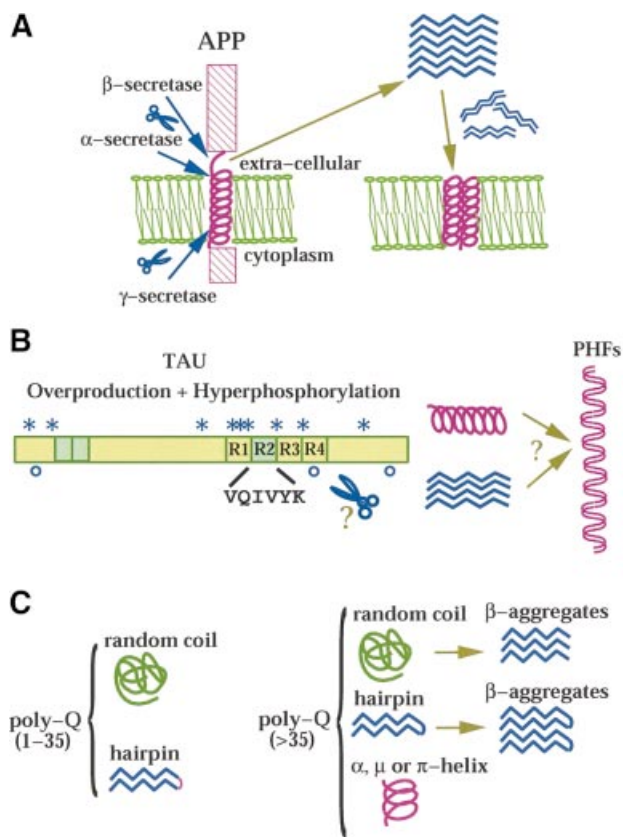 A
APP
β–secretase
α–secretase
extra–cellular
cytoplasm
γ–secretase
B
TAU
Overproduction + Hyperphosphorylation
PHFs
* * * *** * * *
R1 R2 R3 R4
VQIVYK
?
?
C
random coil
poly–Q
(1–35)
hairpin
random coil
β–aggregates
poly–Q
(>35)
hairpin
β–aggregates
α, μ or π–helix